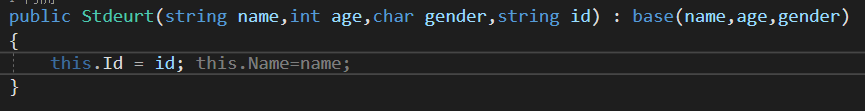 public Stdeurt(string name,int age,char gender,string id) : base(name,age,gender)
{
this.Id = id; this.Name=name;
}